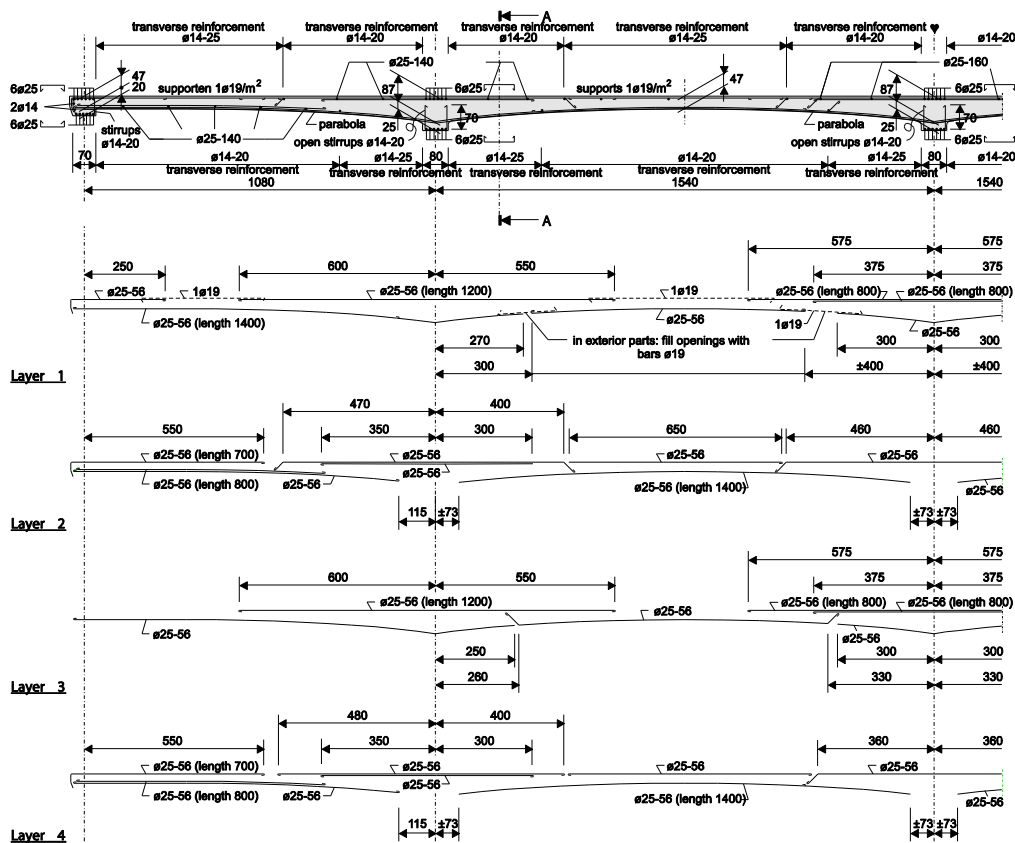 A
transverse reinforcement transverse reinforcement transverse reinforcement transverse reinforcement transverse reinforcement
ø14-25 ø14-20 ø14-20 ø14-25 ø14-20 ø14-20
ø25-140 ø25-160
6ø25 47 20 supporten 1ø19/m² 87 6ø25 supports 1ø19/m² 47 87 6ø25
2ø14
6ø25 stirrups ø14-20 ø25-140 parabola 25 70 6ø25 parabola 25 70 6ø25
open stirrups ø14-20 open stirrups ø14-20
70 ø14-20 ø14-25 80 ø14-25 ø14-20 ø14-25 80 ø14-20
transverse reinforcement transverse reinforcement transverse reinforcement transverse reinforcement transverse reinforcement
1080 1540 1540
A
575 575
250 600 550 375 375
ø25-56 1ø19 ø25-56 (length 1200) 1ø19 ø25-56 (length 800) ø25-56 (length 800)
ø25-56 (length 1400) ø25-56 1ø19 ø25-56
in exterior parts: fill openings with
bars ø19
270 300 300
300 ±400 ±400
Layer 1
470 400
550 350 300 650 460 460
ø25-56 (length 700) ø25-56 ø25-56 ø25-56
ø25-56 (length 800) ø25-56 ø25-56 ø25-56 (length 1400) ø25-56
115 ±73 ±73 ±73
Layer 2
575 575
600 550 375 375
ø25-56 (length 1200) ø25-56 ø25-56 (length 800) ø25-56 (length 800)
ø25-56 ø25-56
250 300 300
260 330 330
Layer 3
480 400
550 350 300 360 360
ø25-56 (length 700) ø25-56 ø25-56 ø25-56
ø25-56 (length 800) ø25-56 ø25-56 ø25-56 (length 1400) ø25-56
115 ±73 ±73 ±73
Layer 4